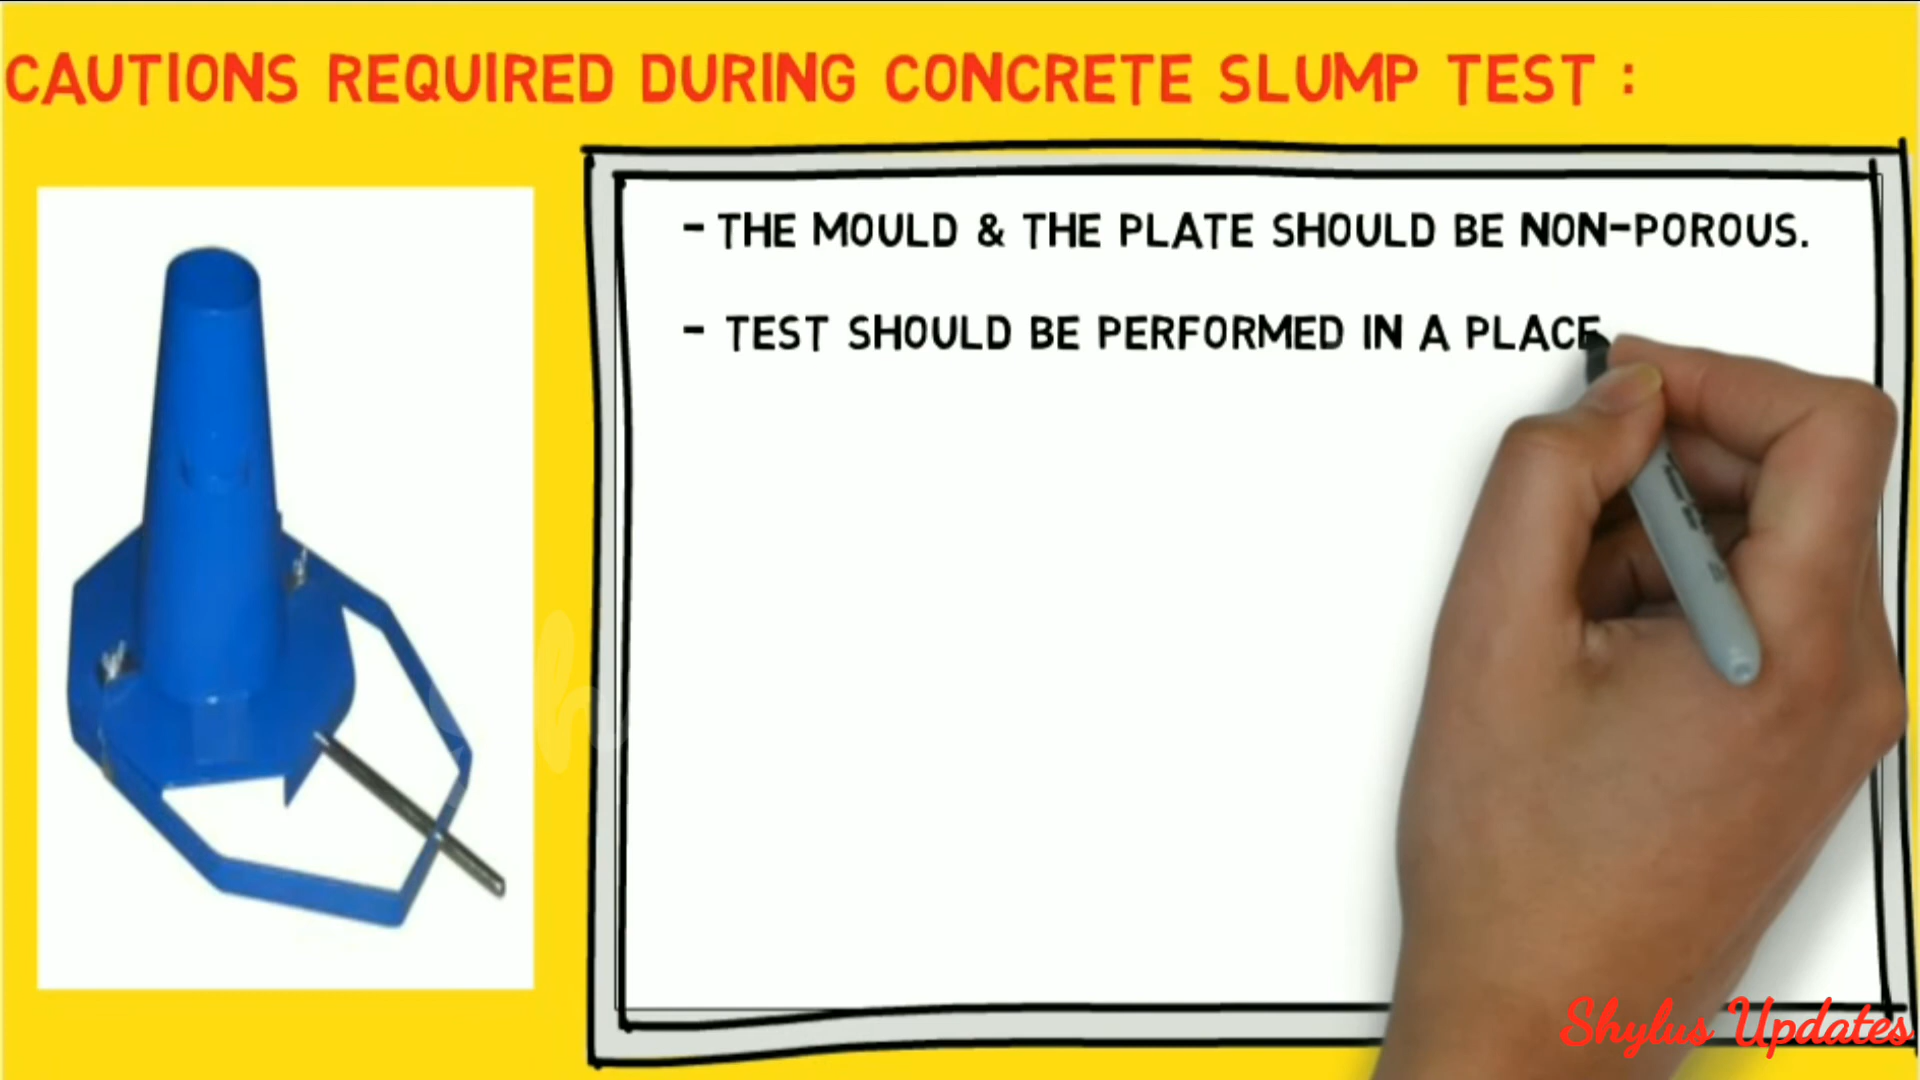 CAUTIONS REQUIRED DURING CONCRETE SLUMP TEST :
- THE MOULD & THE PLATE SHOULD BE NON-POROUS.
- TEST SHOULD BE PERFORMED IN A PLACE
Shylus Updates